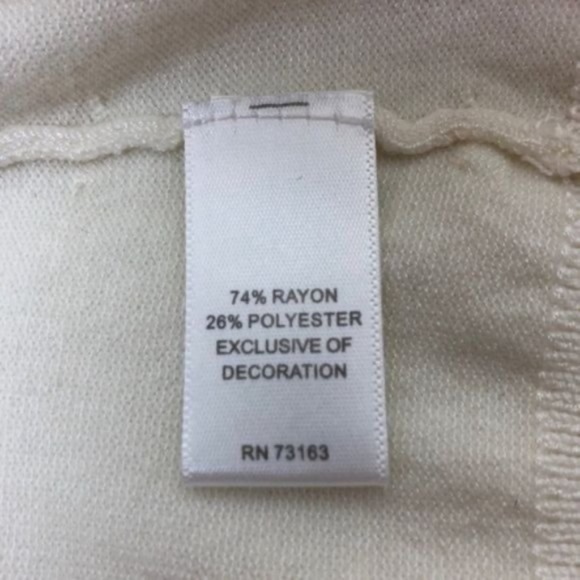 74% RAYON
26% POLYESTER
EXCLUSIVE OF
DECORATION
RN 73163